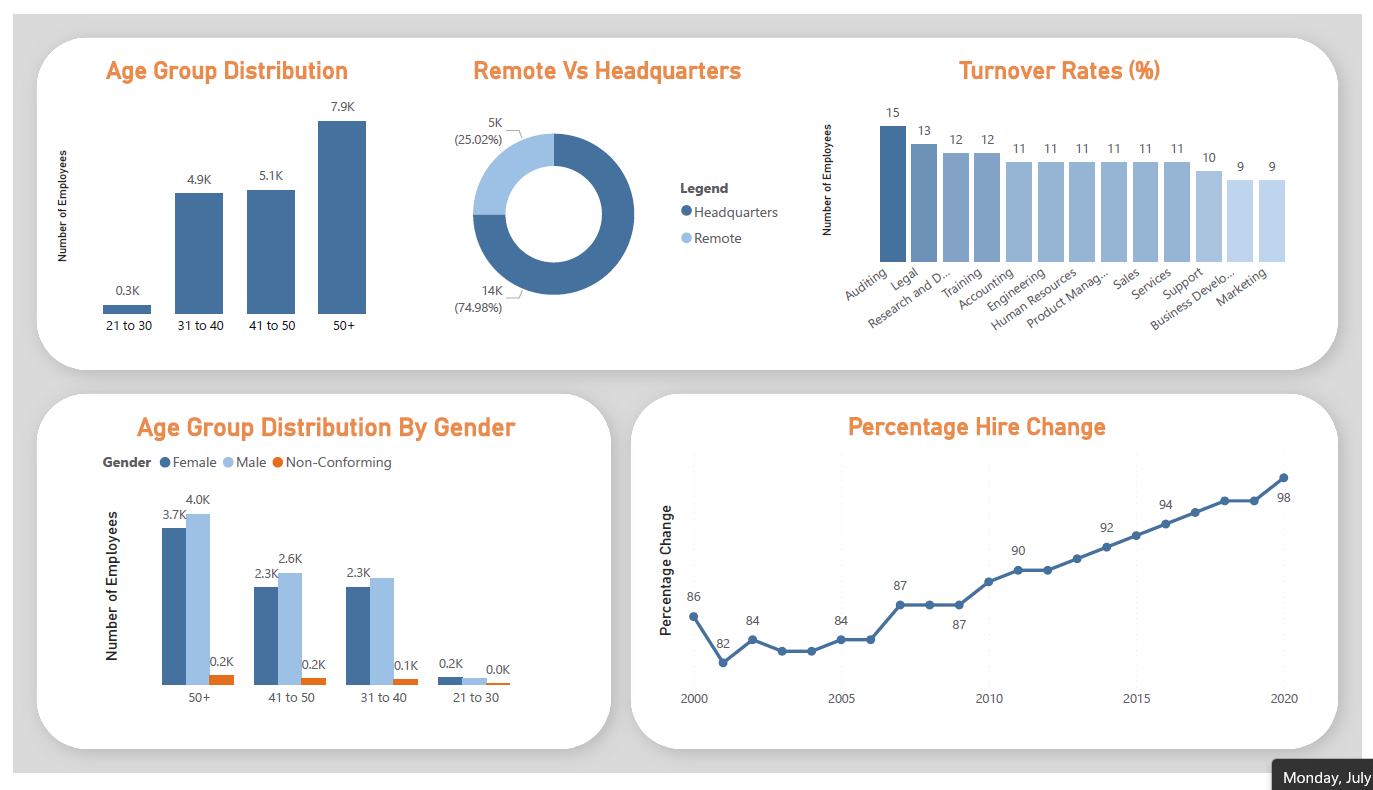 Age Group Distribution
Number of Employees
7.9K
4.9K
5.1K
0.3K
21 to 30
31 to 40
41 to 50
50+
Remote Vs Headquarters
5K
(25.02%)
14K
(74.98%)
Legend
Headquarters
Remote
Turnover Rates (%)
Number of Employees
15
13
12
12
11
11
11
11
11
11
10
9
9
Auditing
Legal
Research and D...
Training
Accounting
Engineering
Human Resources
Product Manag...
Sales
Services
Support
Business Develo...
Marketing
Age Group Distribution By Gender
Gender Female Male Non-Conforming
Number of Employees
3.7K
4.0K
0.2K
2.3K
2.6K
0.2K
2.3K
0.1K
0.2K
0.0K
50+
41 to 50
31 to 40
21 to 30
Percentage Hire Change
Percentage Change
86
82
84
84
87
87
90
92
94
98
2000
2005
2010
2015
2020
Monday, July